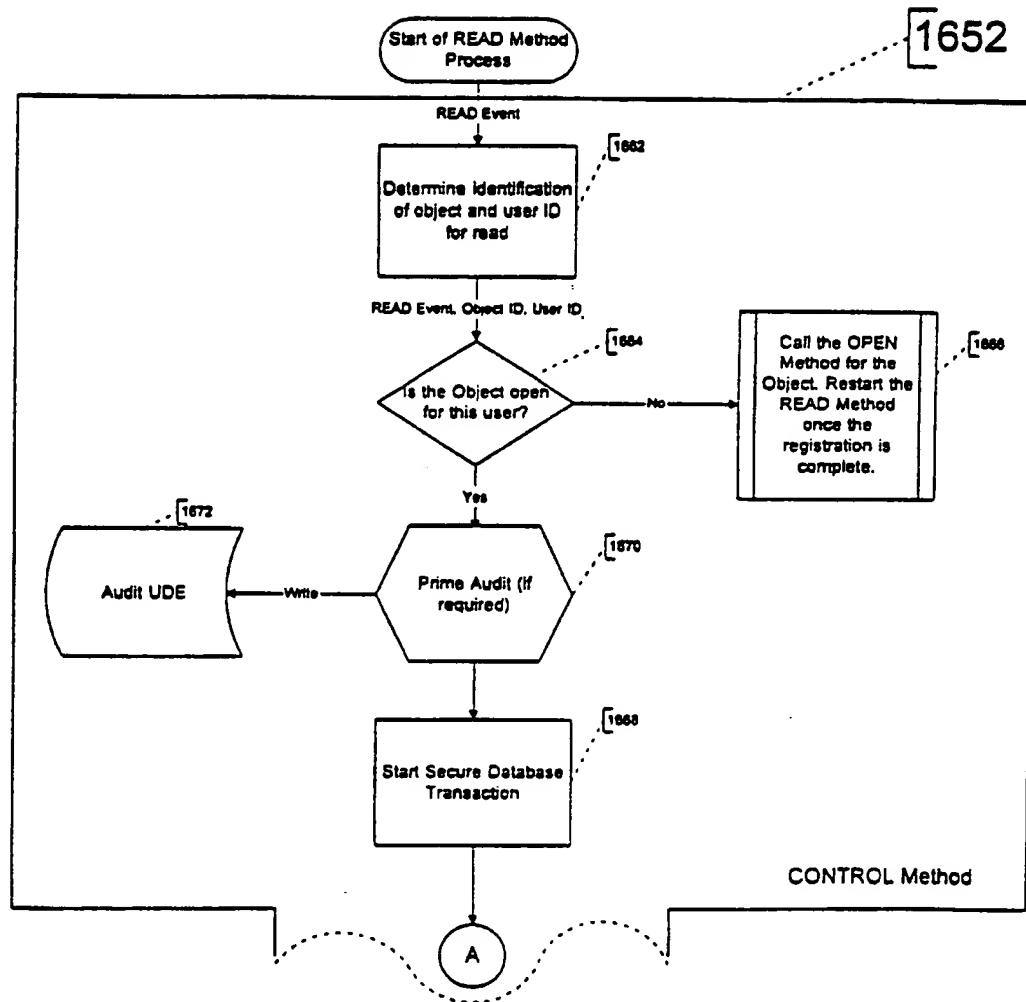 1652
Start of READ Method
Process
READ Event
1662
Determine identification
of object and user ID
for read
READ Event, Object ID, User ID
1664
Is the Object open
for this user?
No
Call the OPEN
Method for the
Object. Restart the
READ Method
once the
registration is
complete.
1666
Yes
1672
Audit UDE
Write
Prime Audit (if
required)
1670
1668
Start Secure Database
Transaction
CONTROL Method
A